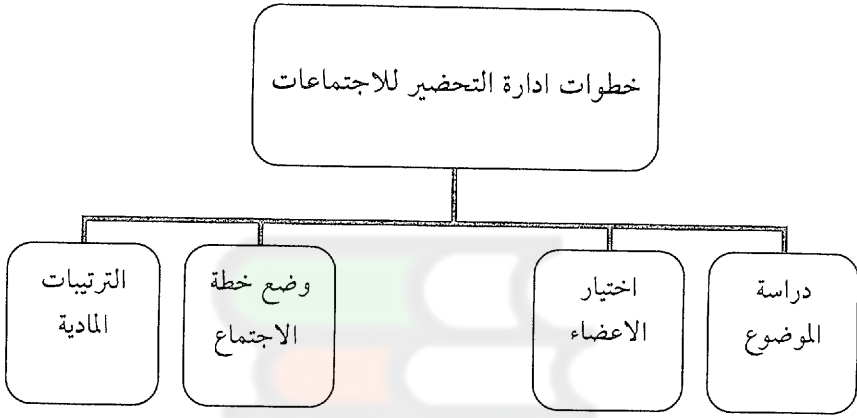 خطوات ادارة التحضير للاجتماعات
دراسة
الموضوع
اختيار
الاعضاء
وضع خطة
الاجتماع
الترتيبات
المادية